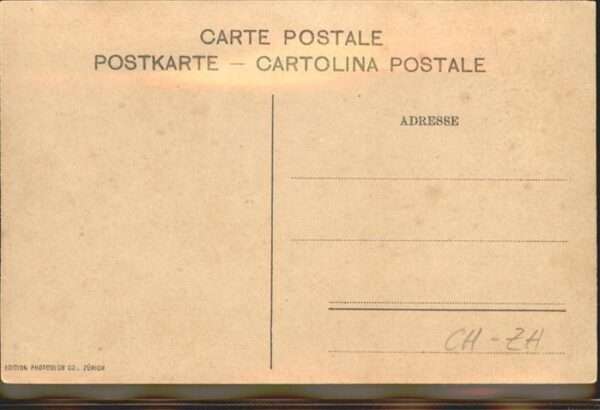 CARTE POSTALE
POSTKARTE — CARTOLINA POSTALE
ADRESSE
CH - ZH
EDITION PHOTOGLOB CO., ZÜRICH